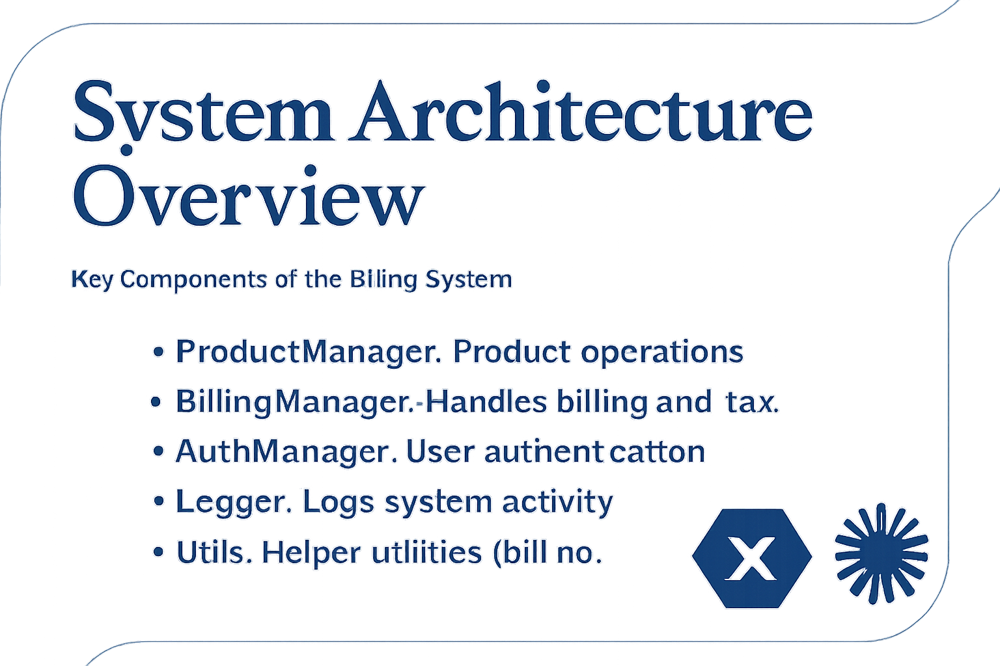 System Architecture
Overview
Key Components of the Biling System
• ProductManager. Product operations
• BillingManager.-Handles billing and tax.
• AuthManager. User autinentcatton
• Legger. Logs system activity
• Utils. Helper utliities (bill no.
X